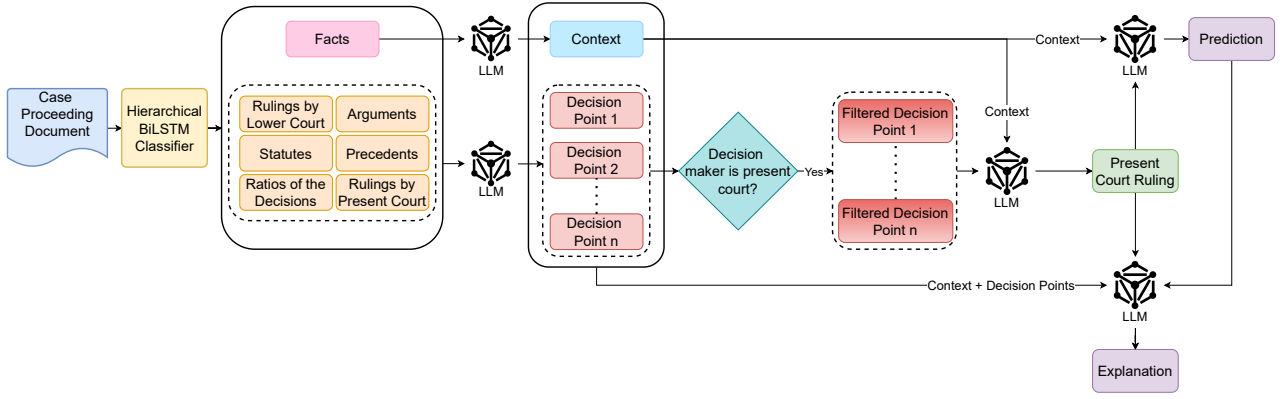 Case
Proceeding
Document
Hierarchical
BiLSTM
Classifier
Facts
Rulings by
Lower Court
Arguments
Statutes
Precedents
Ratios of the
Decisions
Rulings by
Present Court
LLM
LLM
Context
Decision
Point 1
Decision
Point 2
Decision
Point n
Decision
maker is present
court?
Yes
Filtered Decision
Point 1
Filtered Decision
Point n
Context
LLM
Context
LLM
Prediction
Present
Court Ruling
Context + Decision Points
LLM
Explanation